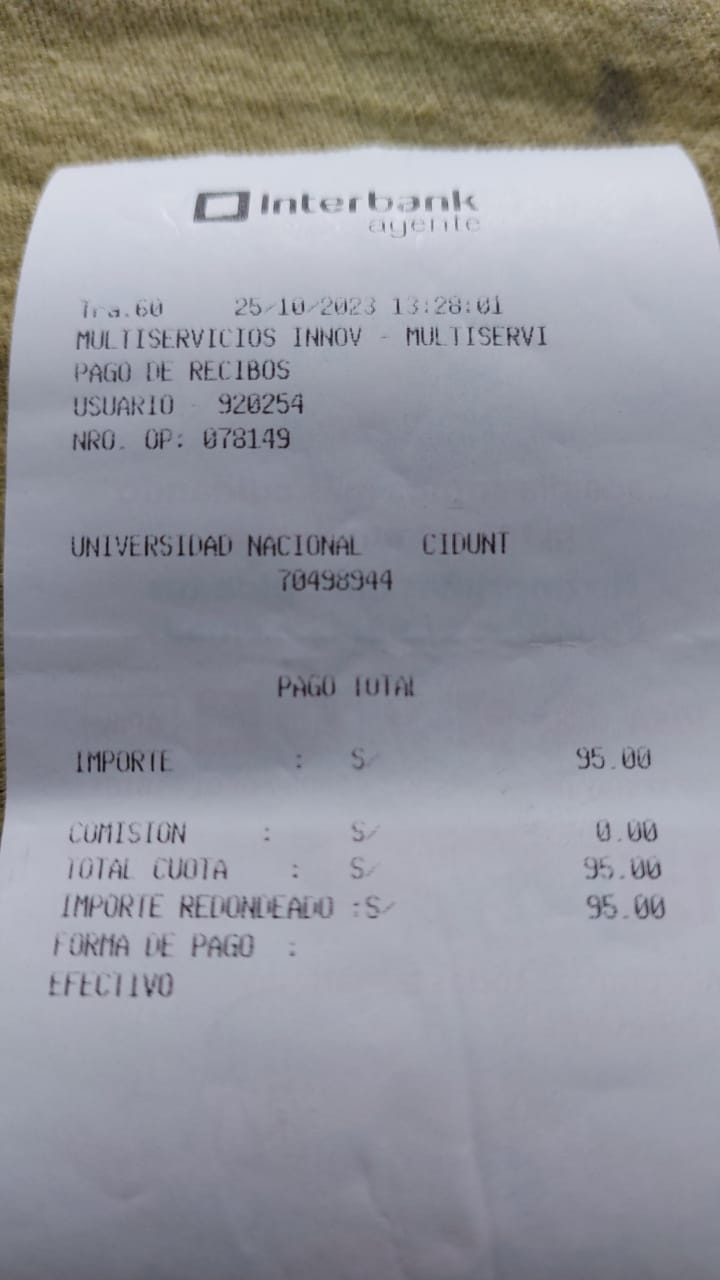 Interbank
agente
Tra.60 25/10/2023 13:28:01
MULTISERVICIOS INNOV - MULTISERVI
PAGO DE RECIBOS
USUARIO - 920254
NRO. OP: 078149
UNIVERSIDAD NACIONAL CIDUNT
70498944
PAGO TOTAL
IMPORTE : S/ 95.00
COMISION : S/ 0.00
TOTAL CUOTA : S/ 95.00
IMPORTE REDONDEADO :S/ 95.00
FORMA DE PAGO :
EFECTIVO